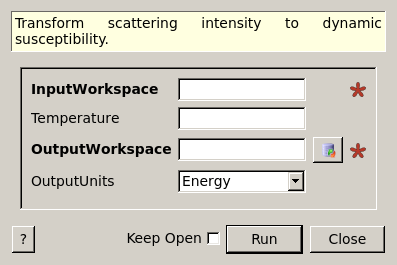 Transform scattering intensity to dynamic
susceptibility.
InputWorkspace
Temperature
OutputWorkspace
OutputUnits Energy
? Keep Open Run Close